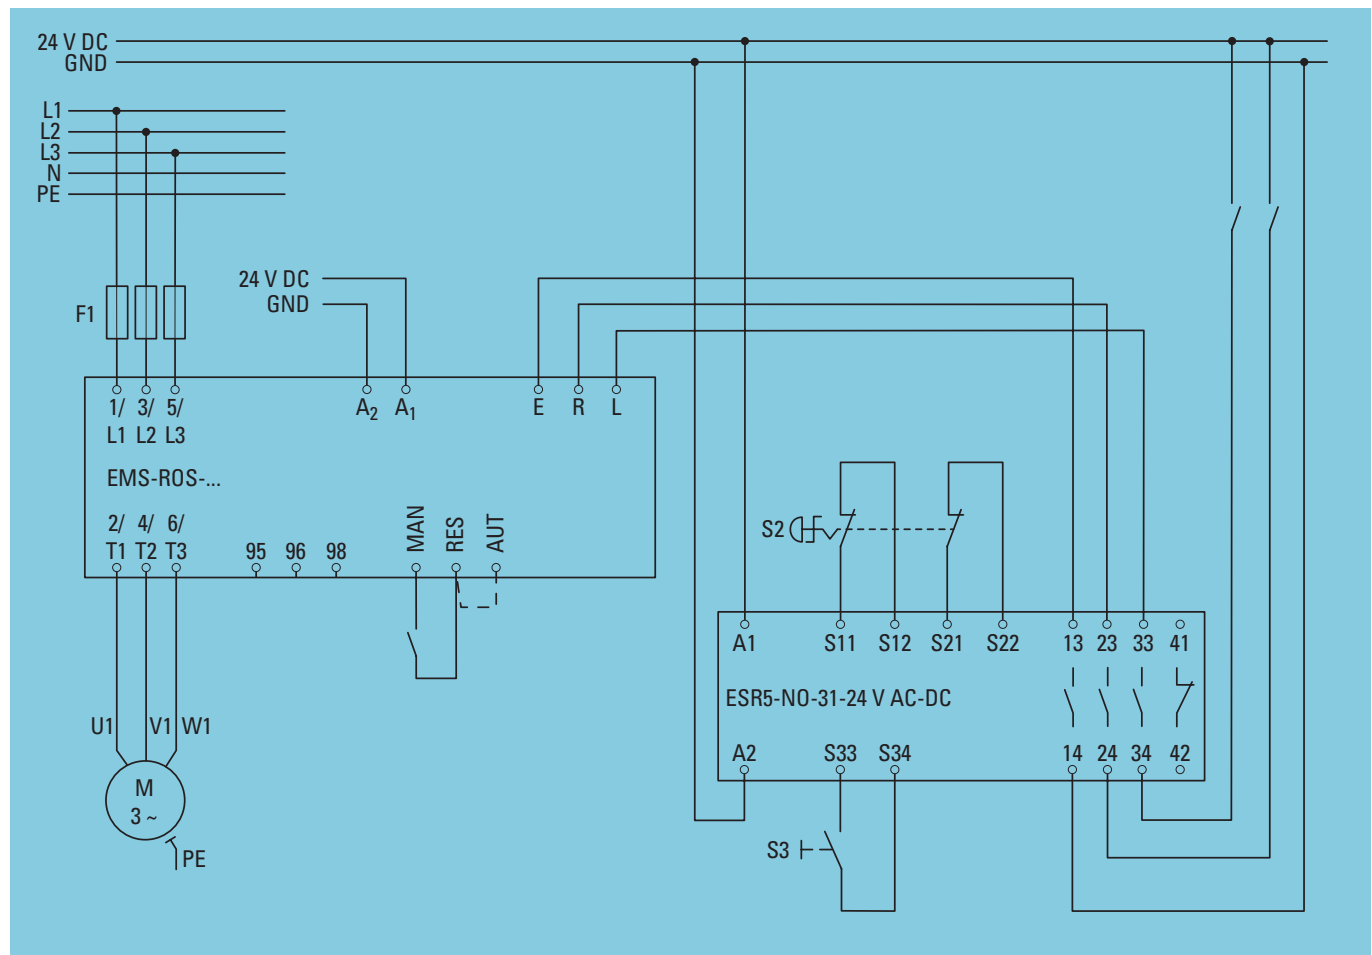 24 V DC
GND
L1
L2
L3
N
PE
24 V DC
GND
F1
1/ 3/ 5/ A2 A1 E R L
L1 L2 L3
EMS-ROS-...
MAN RES AUT
2/ 4/ 6/
T1 T2 T3 95 96 98
S2
A1 S11 S12 S21 S22 13 23 33 41
ESR5-NO-31-24 V AC-DC
A2 S33 S34 14 24 34 42
U1 V1 W1
M
3 ~
PE
S3